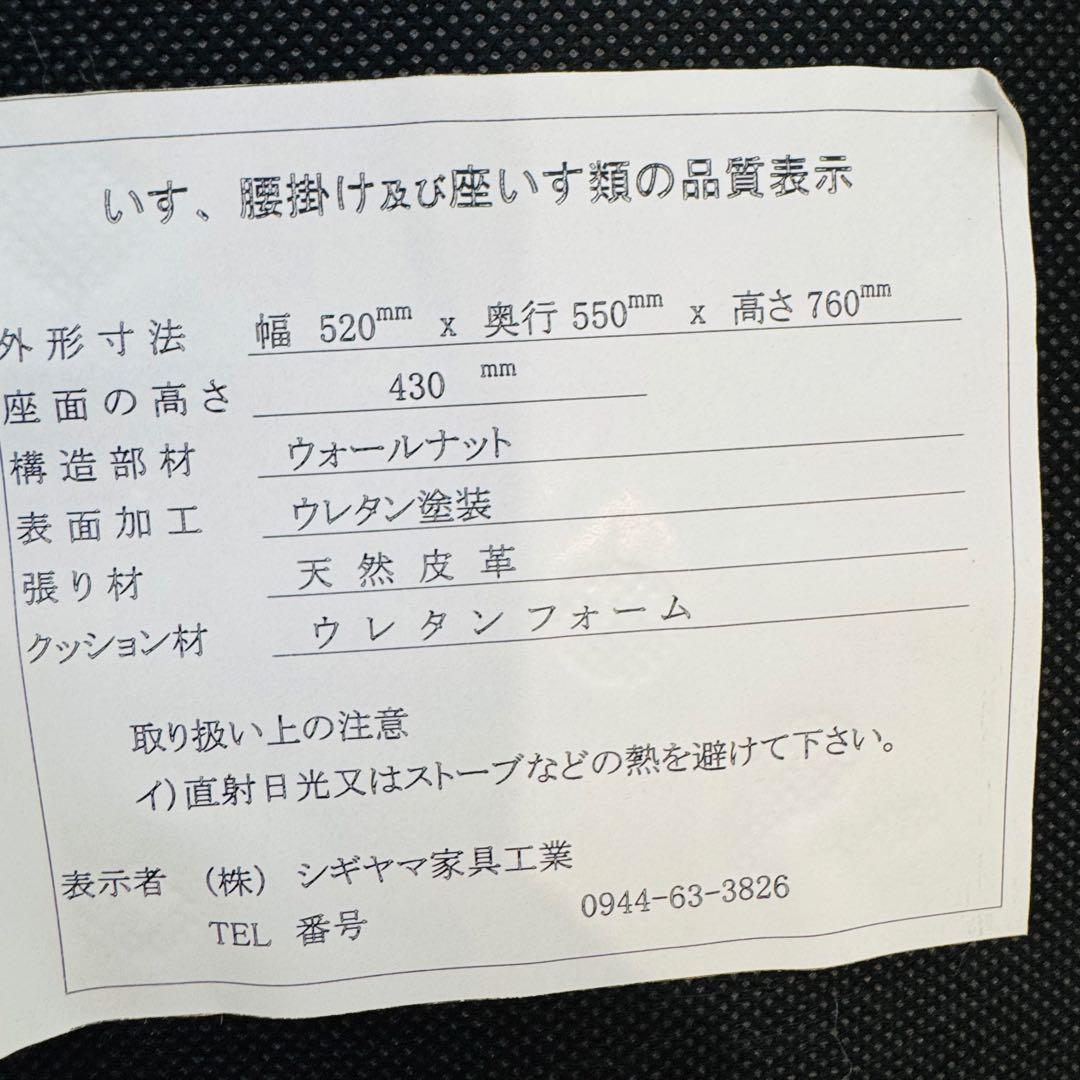 いす、腰掛け及び座いす類の品質表示
外形寸法 幅 520mm x 奥行 550mm x 高さ 760mm
座面の高さ 430 mm
構造部材 ウォールナット
表面加工 ウレタン塗装
張り材 天然皮革
クッション材 ウレタンフォーム
取り扱い上の注意
イ)直射日光又はストーブなどの熱を避けて下さい。
表示者 (株) シギヤマ家具工業
TEL 番号 0944-63-3826